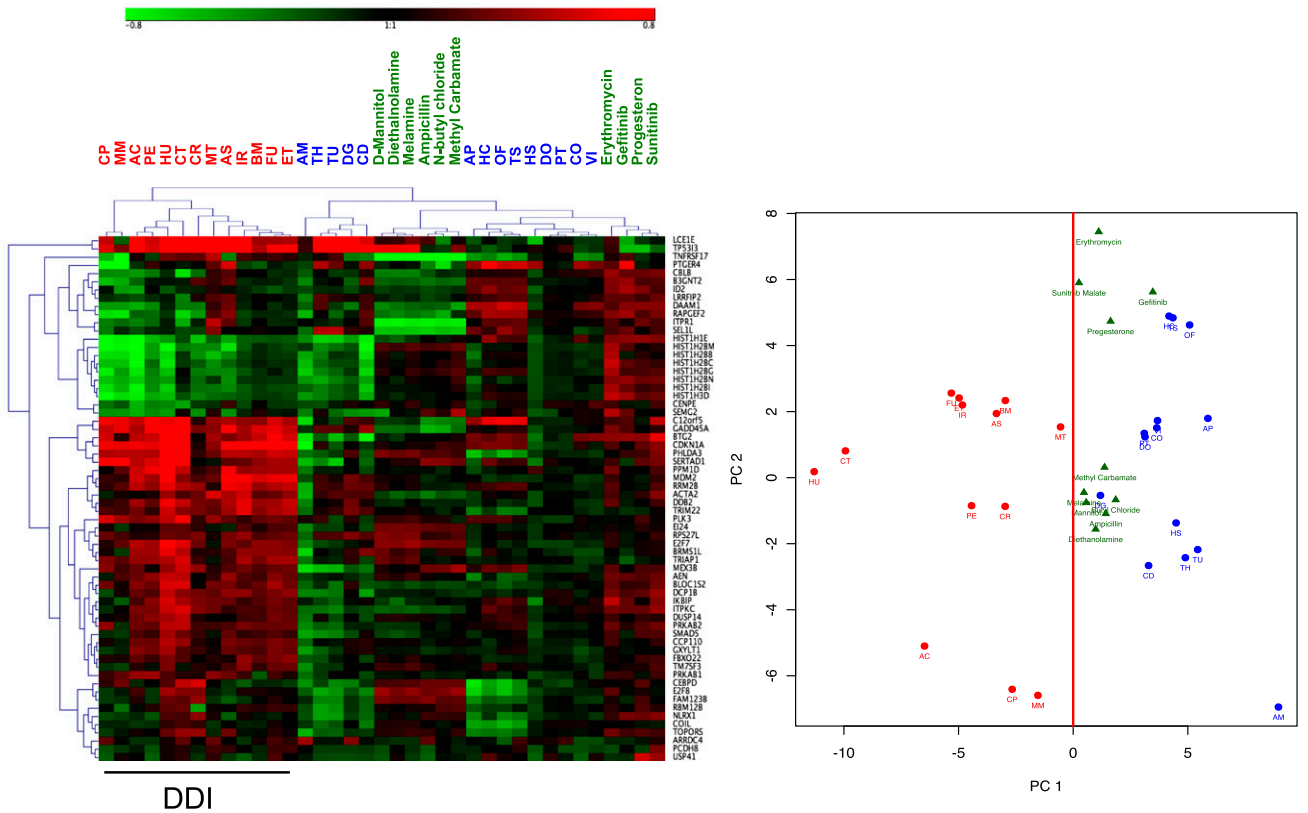 -0.8 1:1 0.8
CP MM AC PE HU CT CR MT AS IR BM FU ET AM TH TU DG CD D-Mannitol Diethalnolamine Melamine Ampicillin N-butyl chloride Methyl Carbamate AP HC OF TS HS DO PT CO VI Erythromycin Gefitinib Progesteron Sunitinib
LCE1E
TP53I3
TNFRSF17
PTGER4
CBLB
B3GNT2
ID2
LRRFIP2
DAAM1
RAPGEF2
ITPR1
SEL1L
HIST1H1E
HIST1H2BM
HIST1H2BB
HIST1H2BC
HIST1H2BG
HIST1H2BN
HIST1H2BI
HIST1H3D
CENPE
SEMG2
C12orf5
GADD45A
BTG2
CDKN1A
PHLDA3
SERTAD1
PPM1D
MDM2
RRM2B
ACTA2
DDB2
TRIM22
PLK3
EI24
RPS27L
E2F7
BRMS1L
TRIAP1
MEX3B
AEN
BLOC1S2
DCP1B
IKBIP
ITPKC
DUSP14
PRKAB2
SMAD5
CCP110
GXYLT1
FBXO22
TM7SF3
PRKAB1
CEBPD
E2F8
FAM123B
RBM12B
NLRX1
COIL
TOPORS
ARRDC4
PCDH8
USP41
DDI
8
6
4
2
0
-2
-4
-6
PC 2
Erythromycin
Sunitnib Malate
Gefitinib
Pregesterone
OF
FU
IR
BM
AS
AP
MT
CO
DO
CT
HU
Methyl Carbamate
Mannitol
Chloride
PE
CR
Ampicillin
HS
Diethanolamine
TU
TH
CD
AC
CP
MM
AM
-10 -5 0 5
PC 1